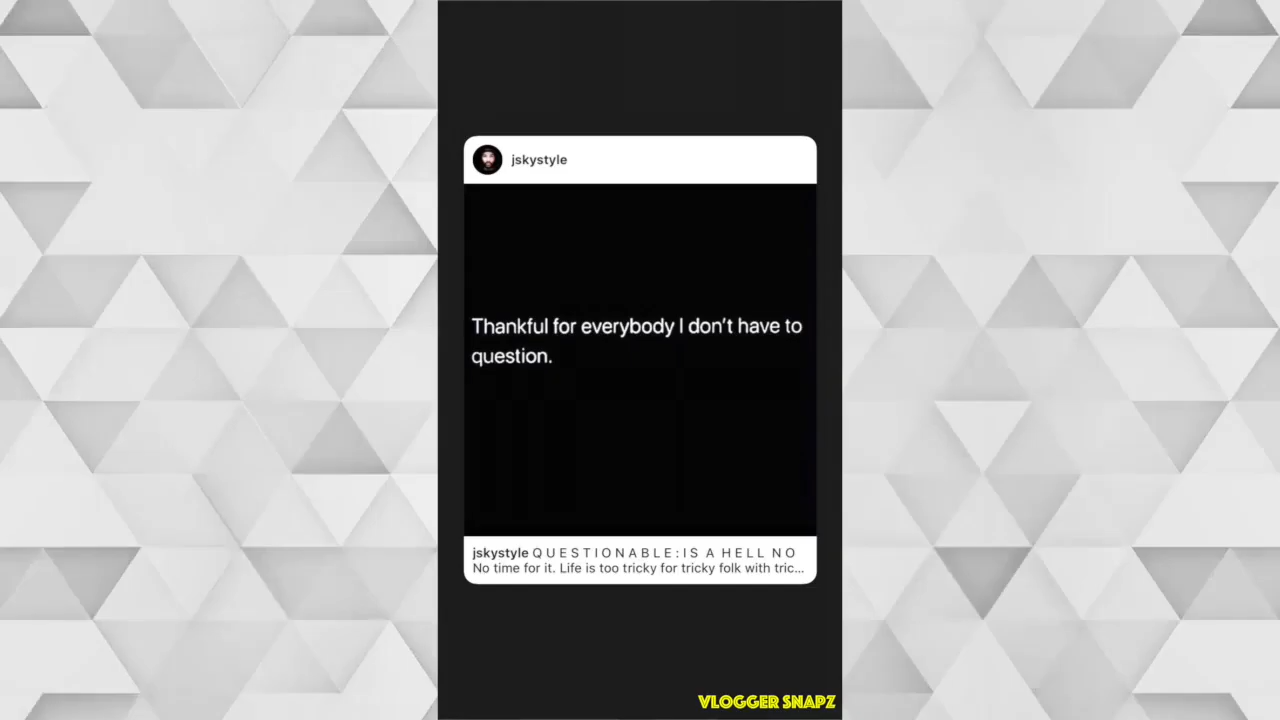 jskystyle
Thankful for everybody I don't have to
question.
jskystyle Q U E S T I O N A B L E : I S A H E L L N O
No time for it. Life is too tricky for tricky folk with tric...
VLOGGER SNAPZ